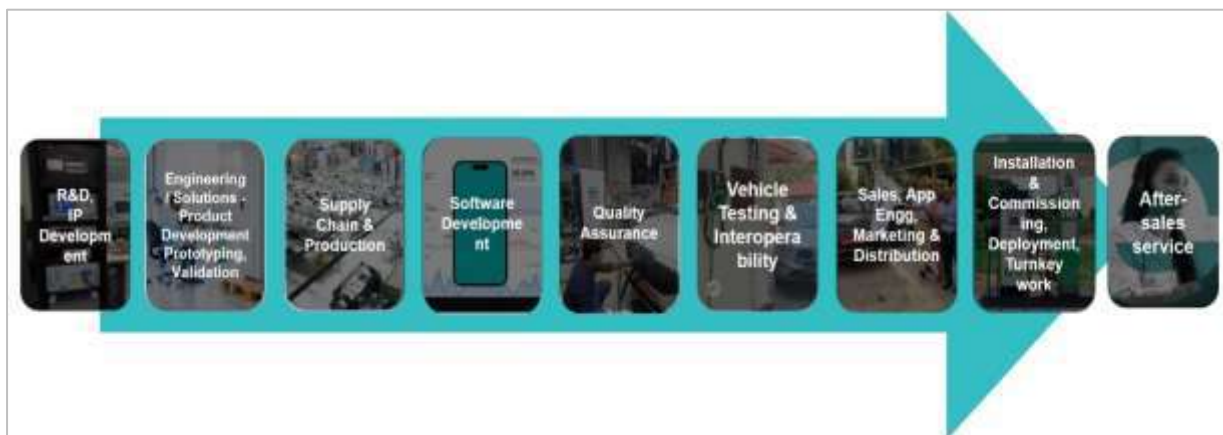 R&D,
IP
Developm
ent
Engineering
/ Solutions -
Product
Development
Prototyping,
Validation
Supply
Chain &
Production
Software
Developme
nt
Quality
Assurance
Vehicle
Testing &
Interopera
bility
Sales, App
Engg,
Marketing &
Distribution
Installation
&
Commission
ing,
Deployment,
Turnkey
work
After-
sales
service